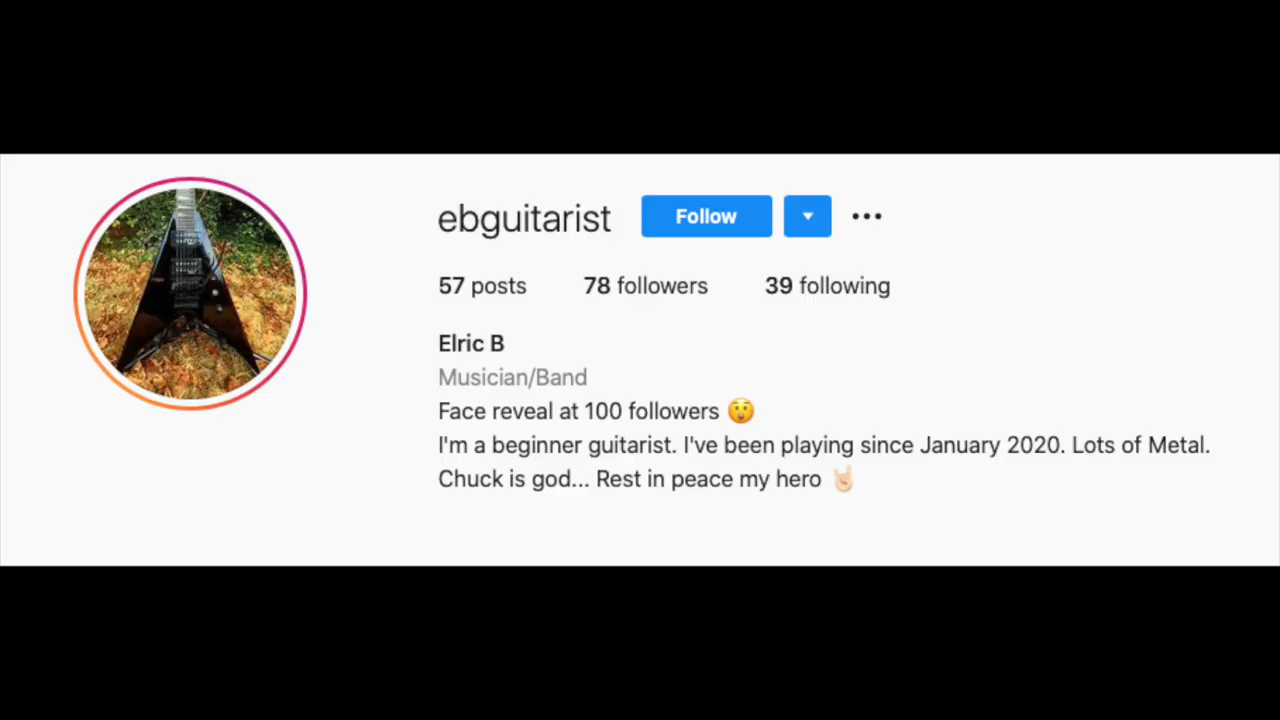 ebguitarist Follow
57 posts 78 followers 39 following
Elric B
Musician/Band
Face reveal at 100 followers 😲
I'm a beginner guitarist. I've been playing since January 2020. Lots of Metal.
Chuck is god... Rest in peace my hero 🤘🏻